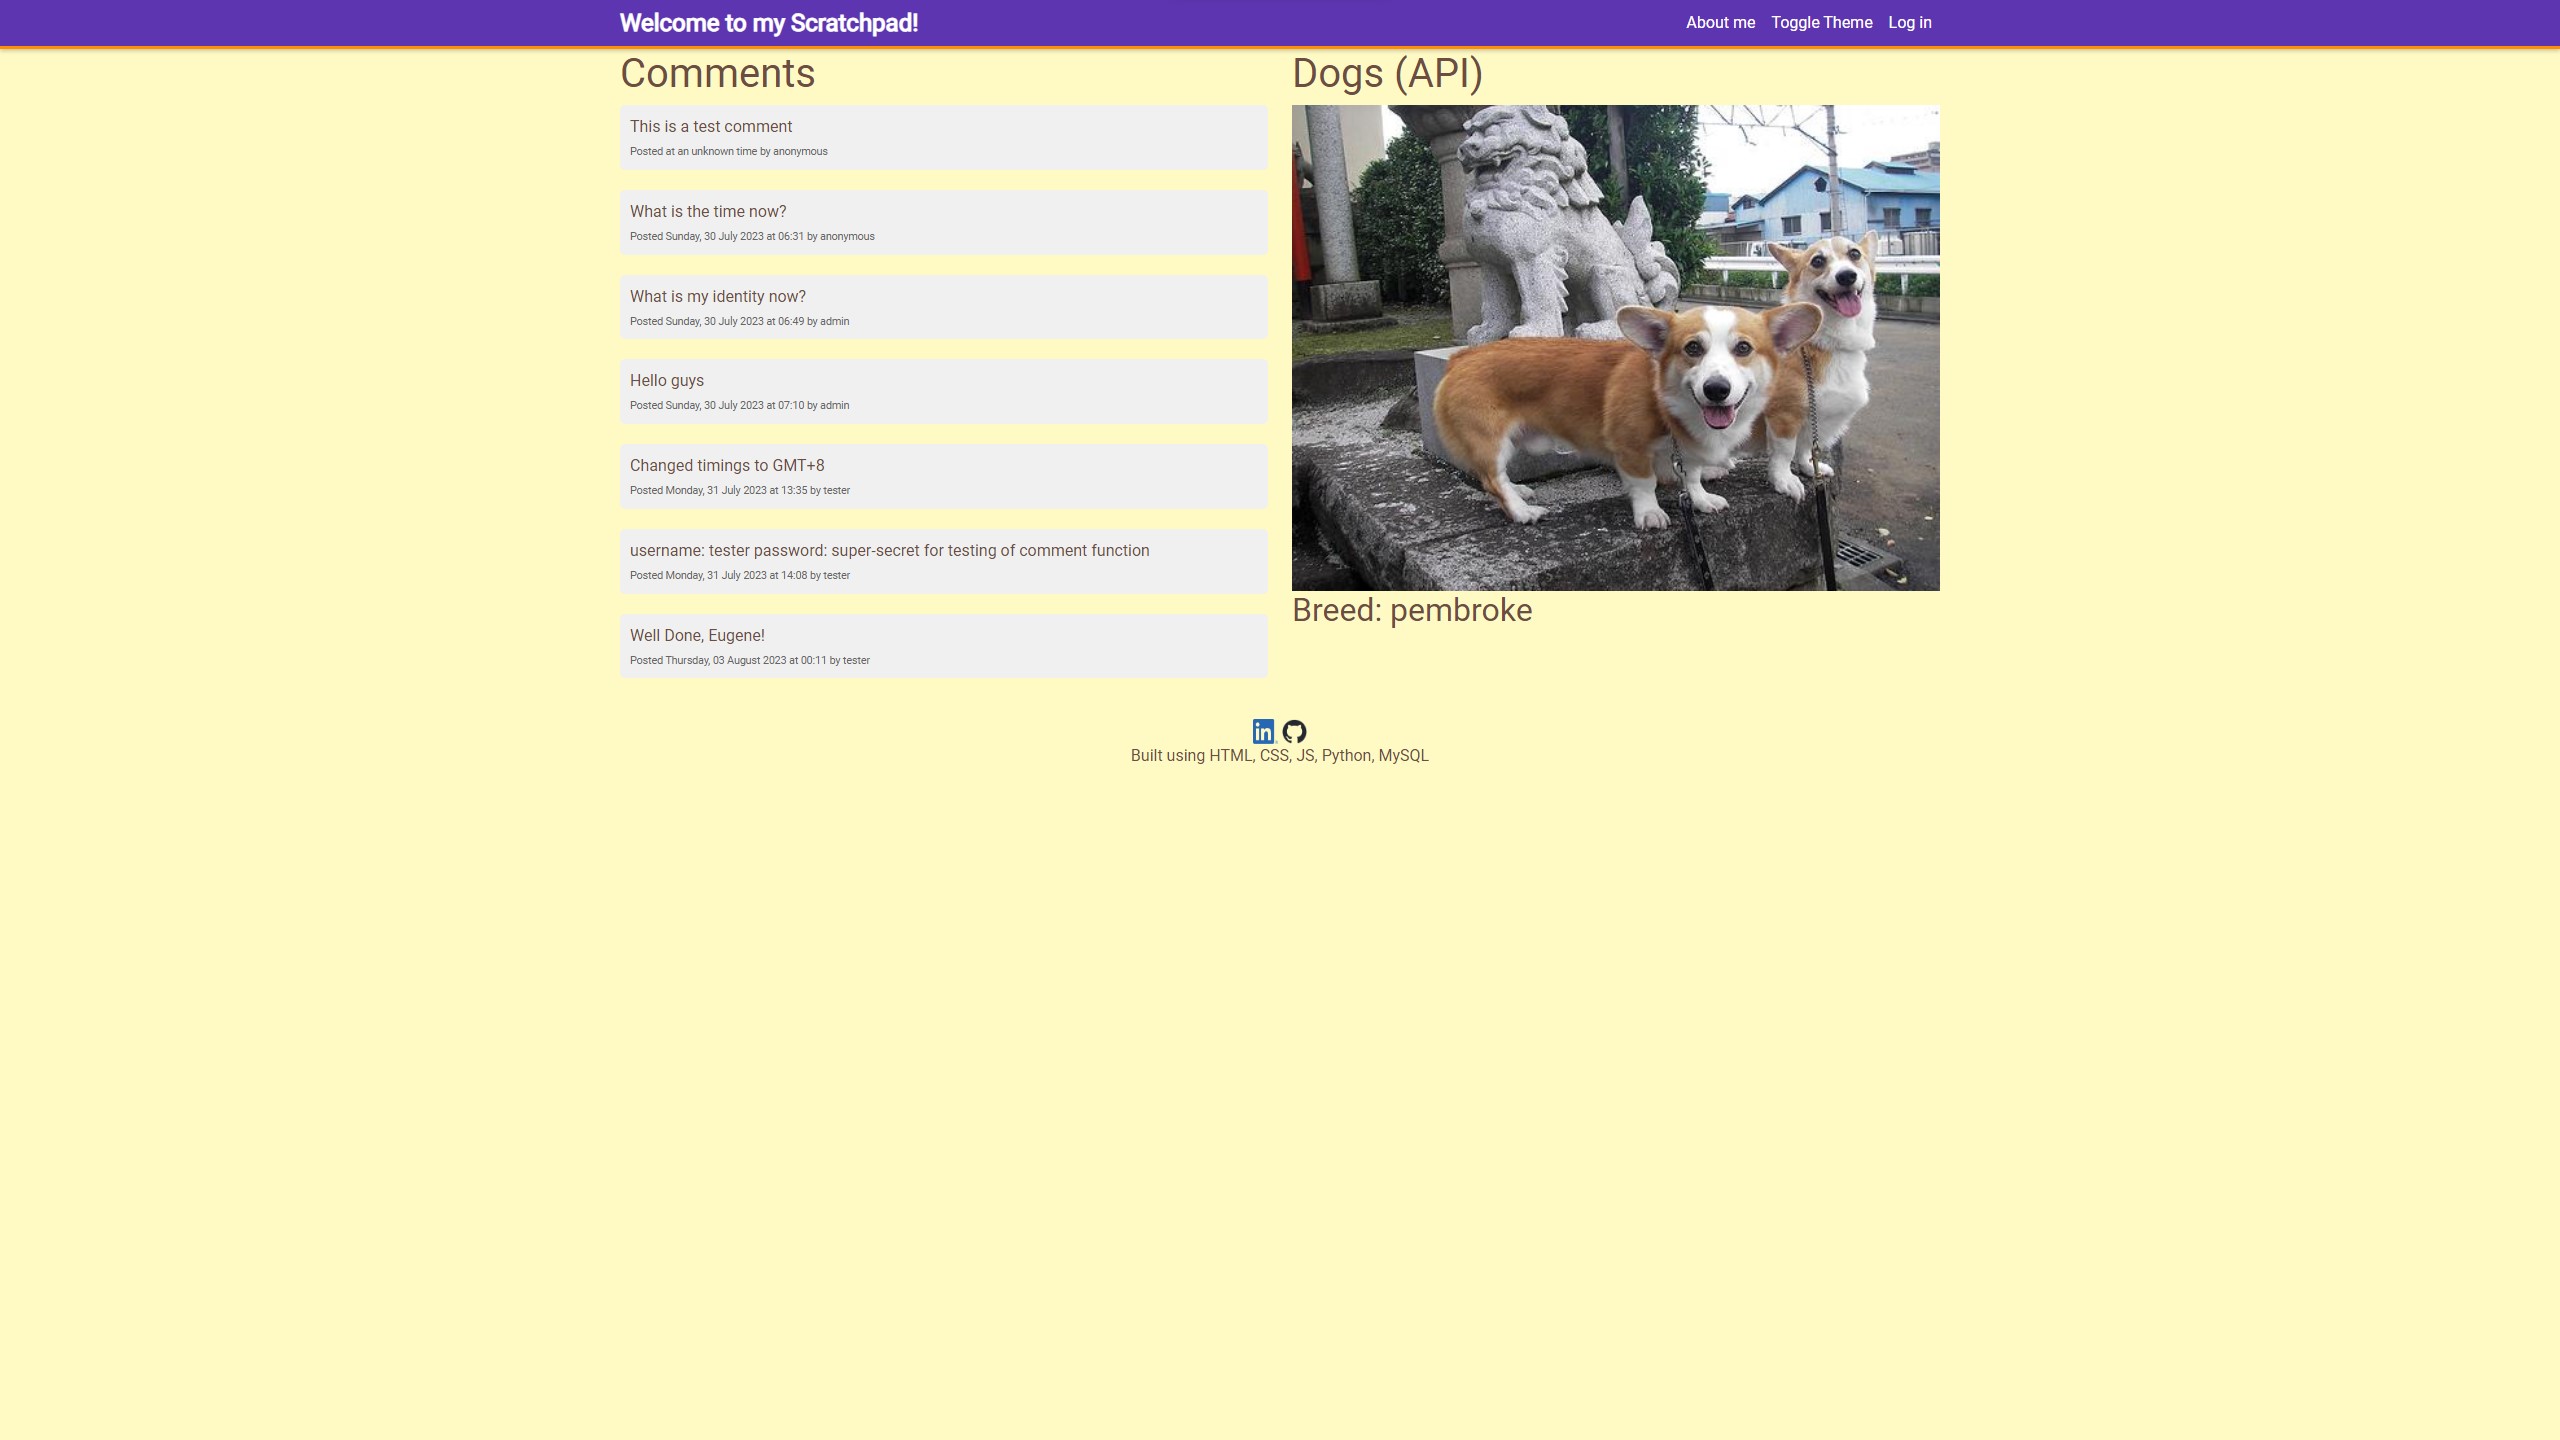 Welcome to my Scratchpad!
About me Toggle Theme Log in
Comments
This is a test comment
Posted at an unknown time by anonymous
What is the time now?
Posted Sunday, 30 July 2023 at 06:31 by anonymous
What is my identity now?
Posted Sunday, 30 July 2023 at 06:49 by admin
Hello guys
Posted Sunday, 30 July 2023 at 07:10 by admin
Changed timings to GMT+8
Posted Monday, 31 July 2023 at 13:35 by tester
username: tester password: super-secret for testing of comment function
Posted Monday, 31 July 2023 at 14:08 by tester
Well Done, Eugene!
Posted Thursday, 03 August 2023 at 00:11 by tester
Dogs (API)
Breed: pembroke
in
Built using HTML, CSS, JS, Python, MySQL